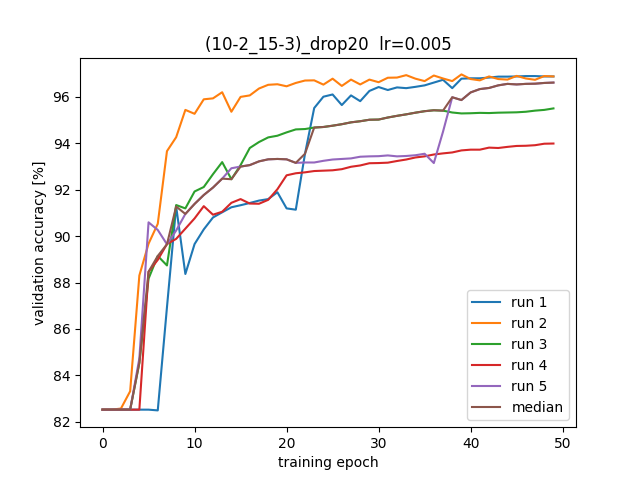 (10-2_15-3)_drop20  lr=0.005
validation accuracy [%]
96
94
92
90
88
86
84
82
0 10 20 30 40 50
training epoch
run 1
run 2
run 3
run 4
run 5
median